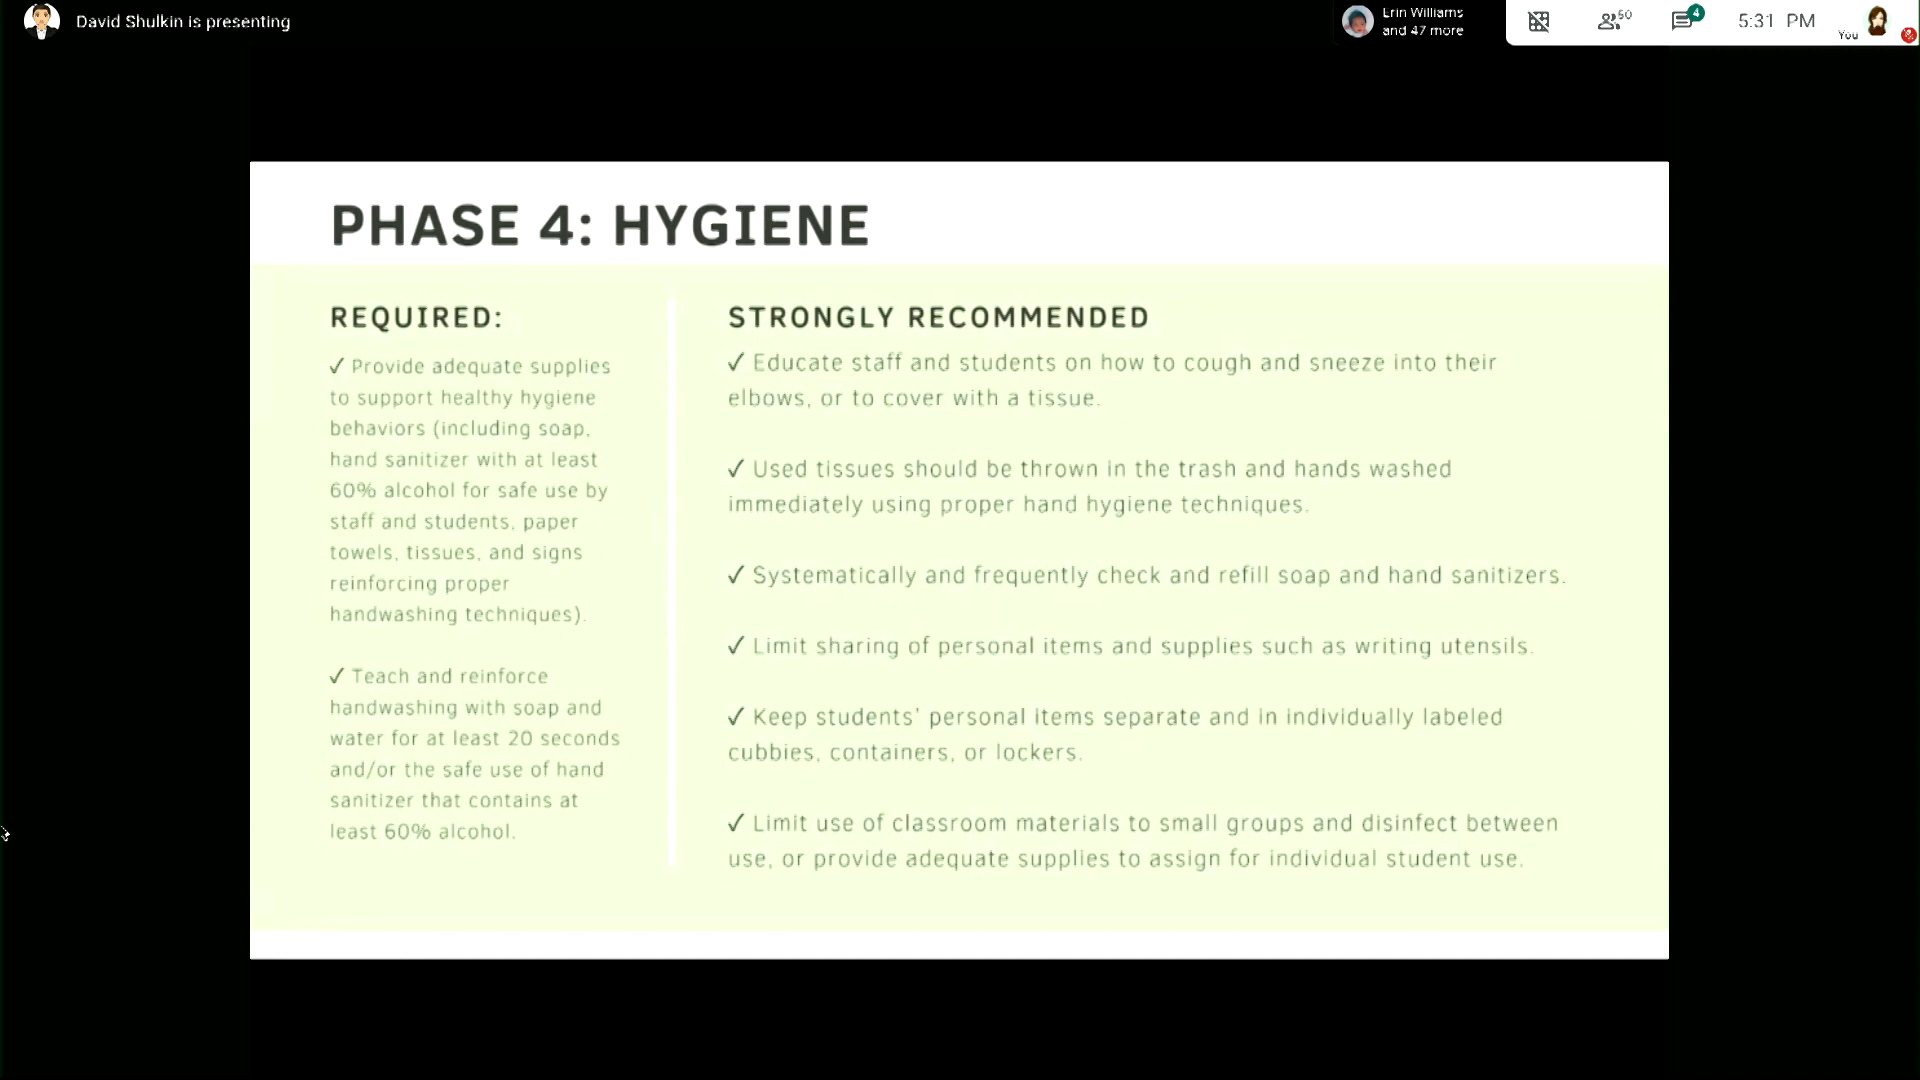 David Shulkin is presenting
Erin Williams
and 47 more
50
4
5:31 PM
You
PHASE 4: HYGIENE
REQUIRED:
✓ Provide adequate supplies
to support healthy hygiene
behaviors (including soap,
hand sanitizer with at least
60% alcohol for safe use by
staff and students, paper
towels, tissues, and signs
reinforcing proper
handwashing techniques).
✓ Teach and reinforce
handwashing with soap and
water for at least 20 seconds
and/or the safe use of hand
sanitizer that contains at
least 60% alcohol.
STRONGLY RECOMMENDED
✓ Educate staff and students on how to cough and sneeze into their
elbows, or to cover with a tissue.
✓ Used tissues should be thrown in the trash and hands washed
immediately using proper hand hygiene techniques.
✓ Systematically and frequently check and refill soap and hand sanitizers.
✓ Limit sharing of personal items and supplies such as writing utensils.
✓ Keep students' personal items separate and in individually labeled
cubbies, containers, or lockers.
✓ Limit use of classroom materials to small groups and disinfect between
use, or provide adequate supplies to assign for individual student use.